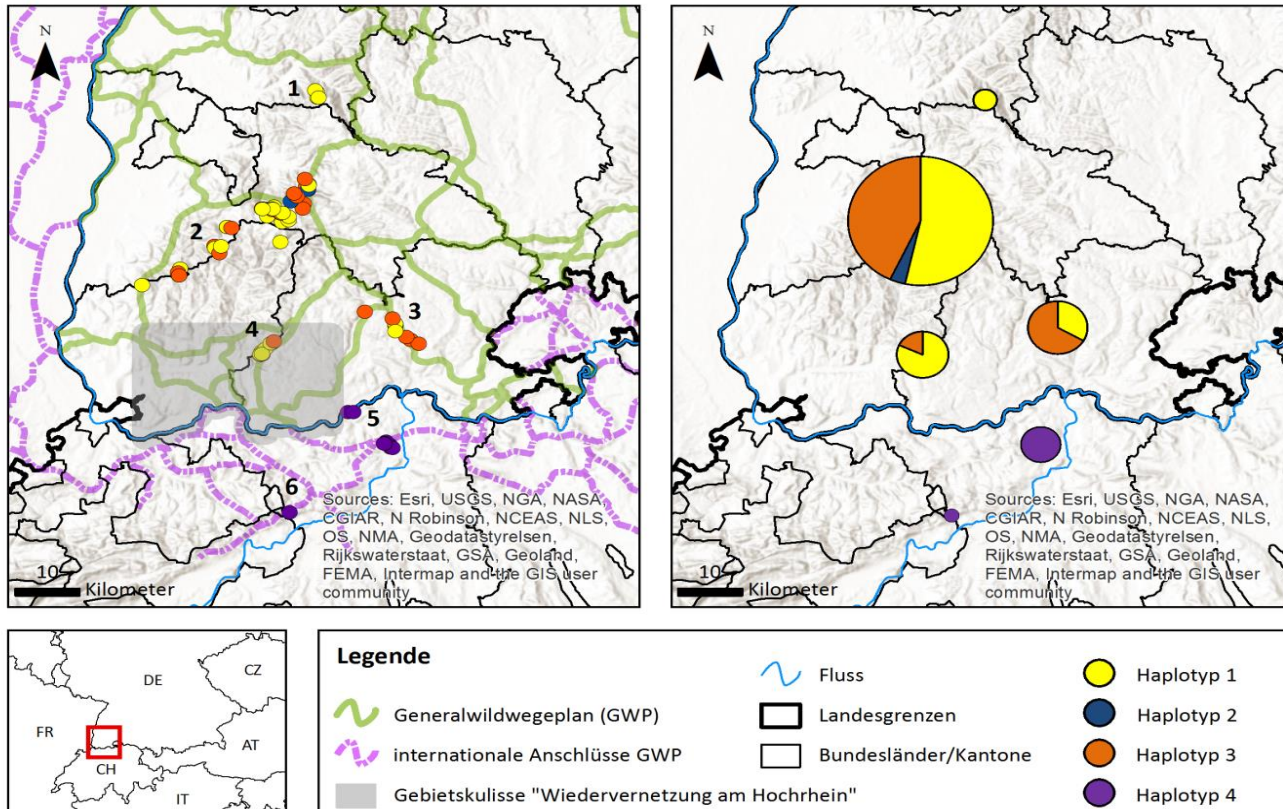 N
1
2
3
4
5
6
Sources: Esri, USGS, NGA, NASA,
CGIAR, N Robinson, NCEAS, NLS,
OS, NMA, Geodatastyrelsen,
Rijkswaterstaat, GSA, Geoland,
FEMA, Intermap and the GIS user
community
10
Kilometer
N
Sources: Esri, USGS, NGA, NASA,
CGIAR, N Robinson, NCEAS, NLS,
OS, NMA, Geodatastyrelsen,
Rijkswaterstaat, GSA, Geoland,
FEMA, Intermap and the GIS user
community
10
Kilometer
DE
CZ
FR
AT
CH
IT
Legende
Generalwildwegeplan (GWP)
internationale Anschlüsse GWP
Gebietskulisse "Wiedervernetzung am Hochrhein"
Fluss
Landesgrenzen
Bundesländer/Kantone
Haplotyp 1
Haplotyp 2
Haplotyp 3
Haplotyp 4